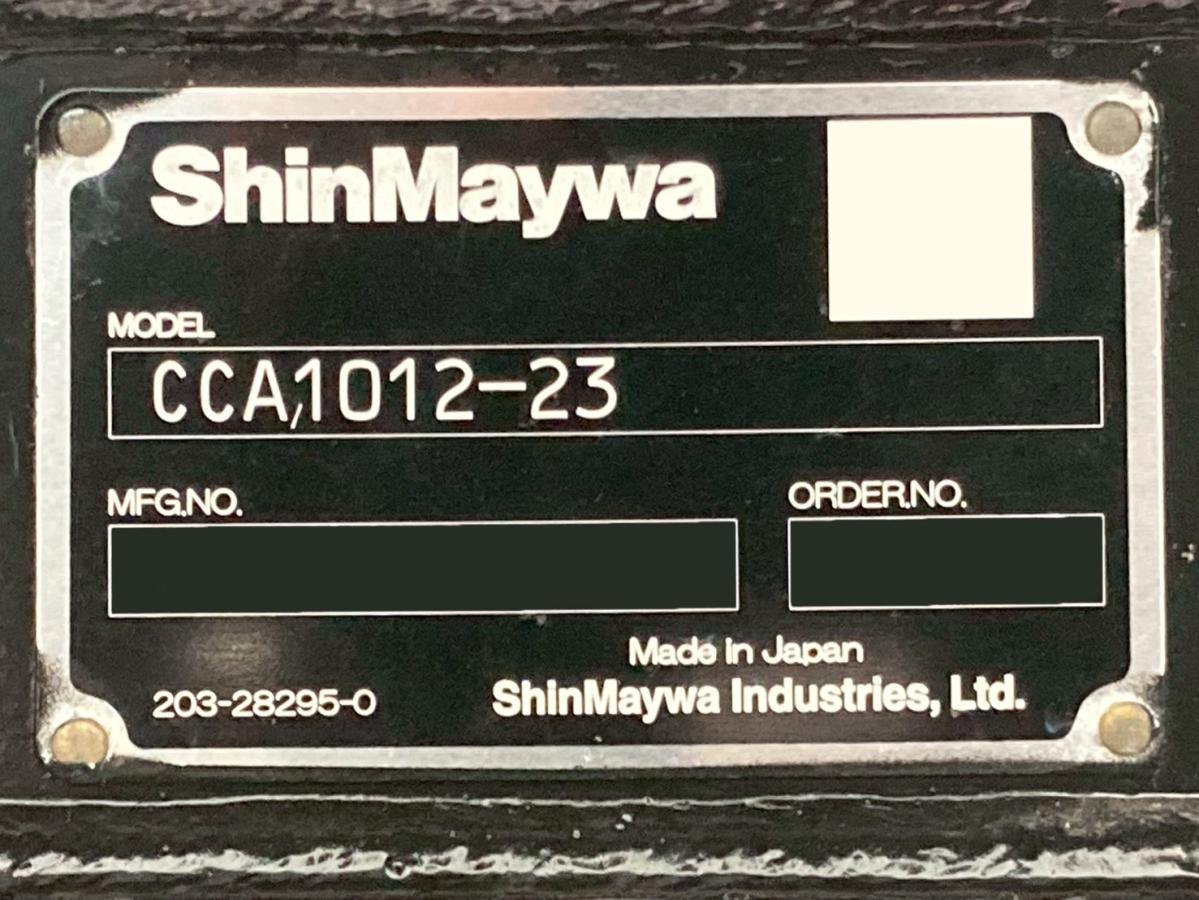 ShinMaywa
MODEL
CCA1012-23
MFG.NO.
ORDER.NO.
Made in Japan
203-28295-0
ShinMaywa Industries, Ltd.